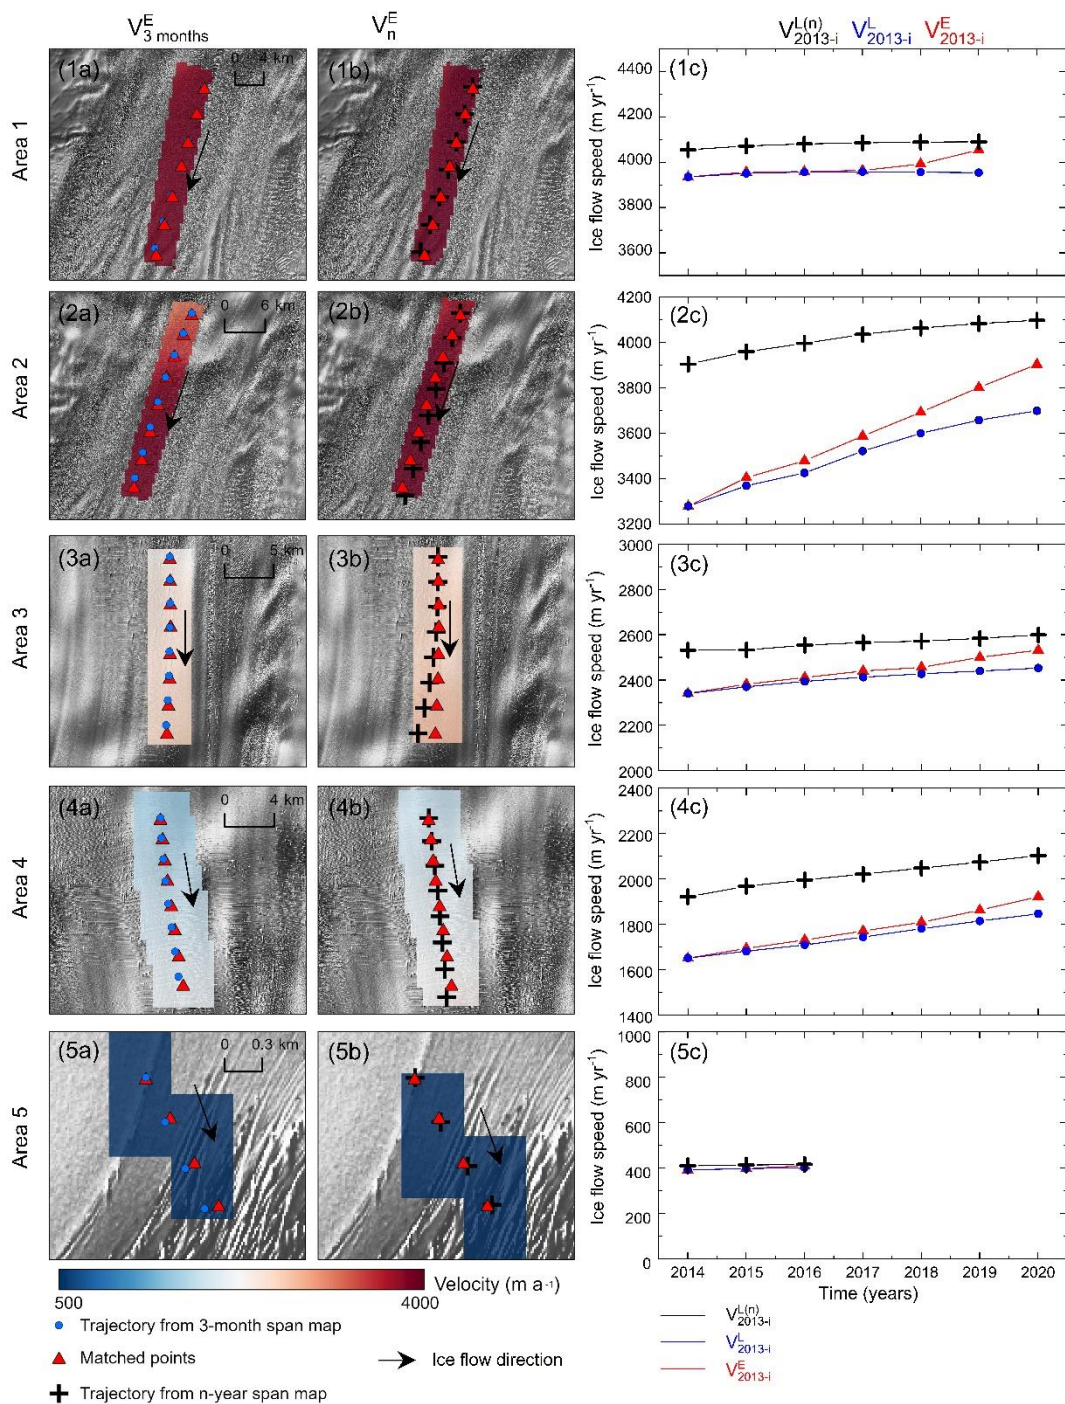 V^E_3 months V^E_n V^L(n)_2013-i V^L_2013-i V^E_2013-i
Area 1
(1a) 0 4 km
(1b)
(1c)
Ice flow speed (m yr⁻¹)
4400
4200
4000
3800
3600
Area 2
(2a) 0 6 km
(2b)
(2c)
Ice flow speed (m yr⁻¹)
4200
4000
3800
3600
3400
3200
Area 3
(3a) 0 5 km
(3b)
(3c)
Ice flow speed (m yr⁻¹)
3000
2800
2600
2400
2200
2000
Area 4
(4a) 0 4 km
(4b)
(4c)
Ice flow speed (m yr⁻¹)
2400
2200
2000
1800
1600
1400
Area 5
(5a) 0 0.3 km
(5b)
(5c)
Ice flow speed (m yr⁻¹)
1000
800
600
400
200
0
2014 2015 2016 2017 2018 2019 2020
Time (years)
500 4000 Velocity (m a⁻¹)
Trajectory from 3-month span map
Matched points
Ice flow direction
Trajectory from n-year span map
V^L(n)_2013-i
V^L_2013-i
V^E_2013-i